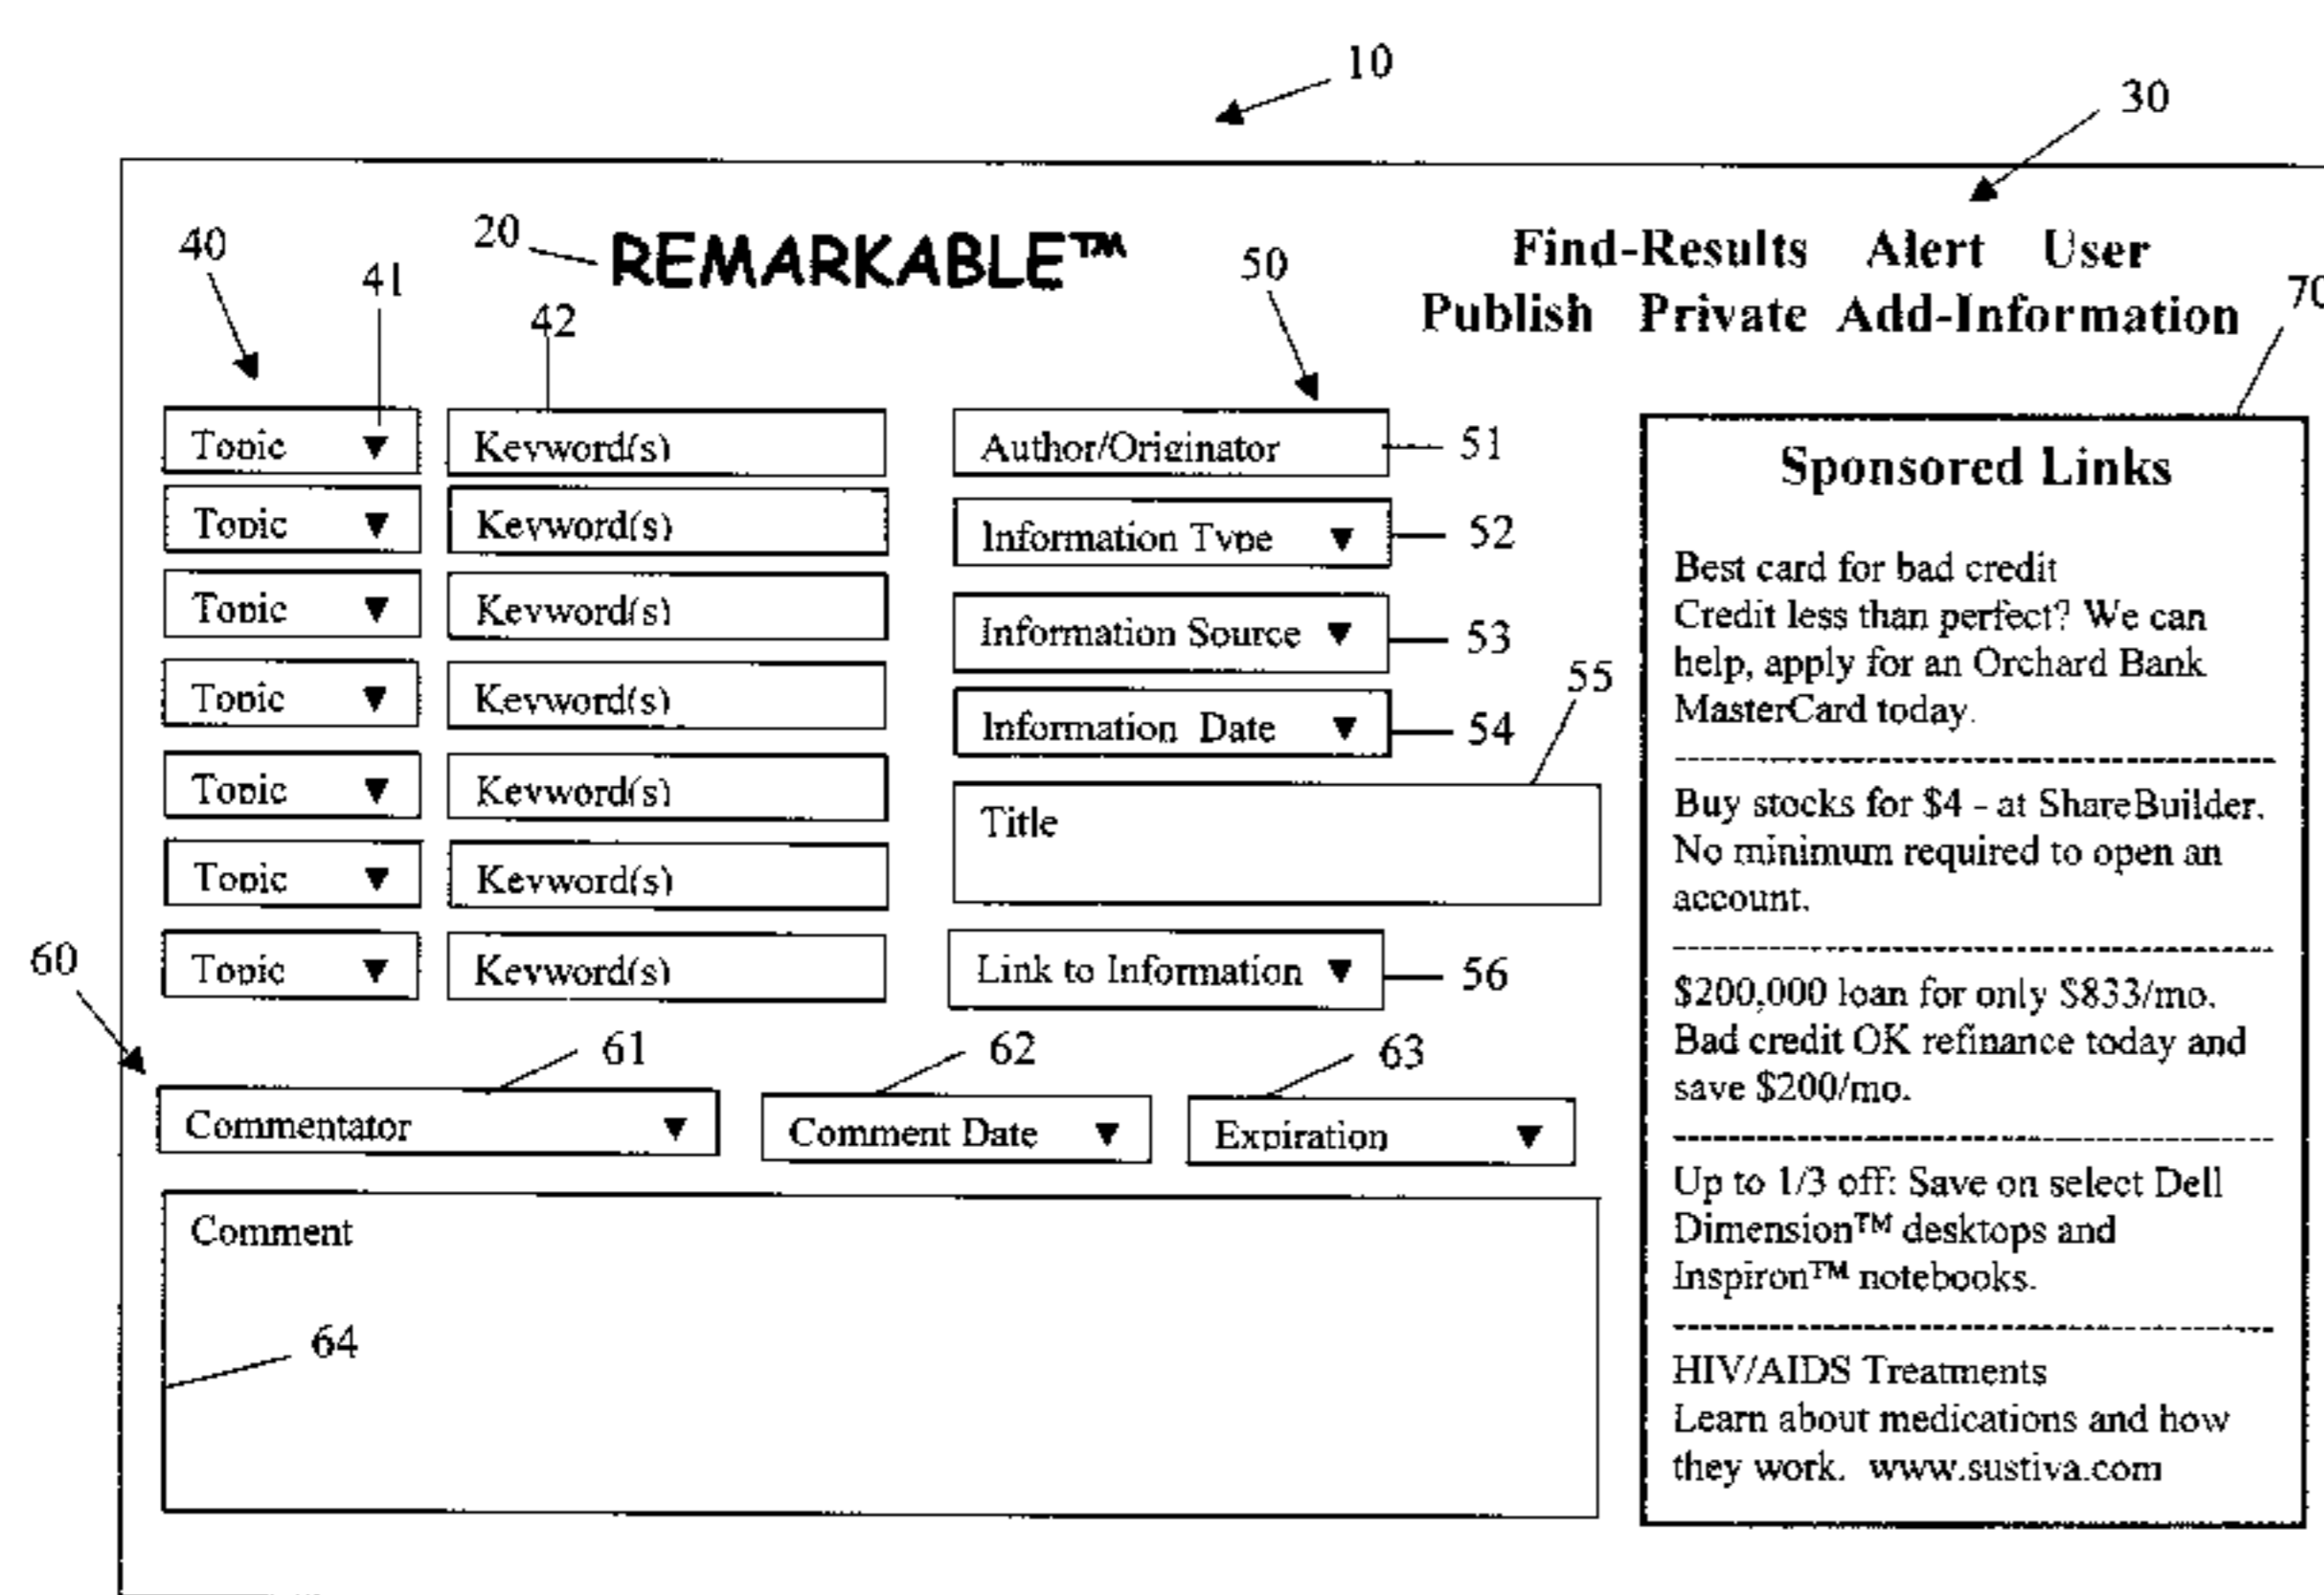 10
30
20 REMARKABLE™
Find-Results Alert User
Publish Private Add-Information
40
41
42
50
70
Topic ▼ Keyword(s)
Topic ▼ Keyword(s)
Topic ▼ Keyword(s)
Topic ▼ Keyword(s)
Topic ▼ Keyword(s)
Topic ▼ Keyword(s)
Topic ▼ Keyword(s)
Author/Originator 51
Information Type ▼ 52
Information Source ▼ 53
Information Date ▼ 54
55
Title
Link to Information ▼ 56
60
61
62
63
Commentator ▼ Comment Date ▼ Expiration ▼
Comment
64
Sponsored Links
Best card for bad credit
Credit less than perfect? We can
help, apply for an Orchard Bank
MasterCard today.
Buy stocks for $4 - at ShareBuilder.
No minimum required to open an
account.
$200,000 loan for only $833/mo.
Bad credit OK refinance today and
save $200/mo.
Up to 1/3 off: Save on select Dell
Dimension™ desktops and
Inspiron™ notebooks.
HIV/AIDS Treatments
Learn about medications and how
they work. www.sustiva.com